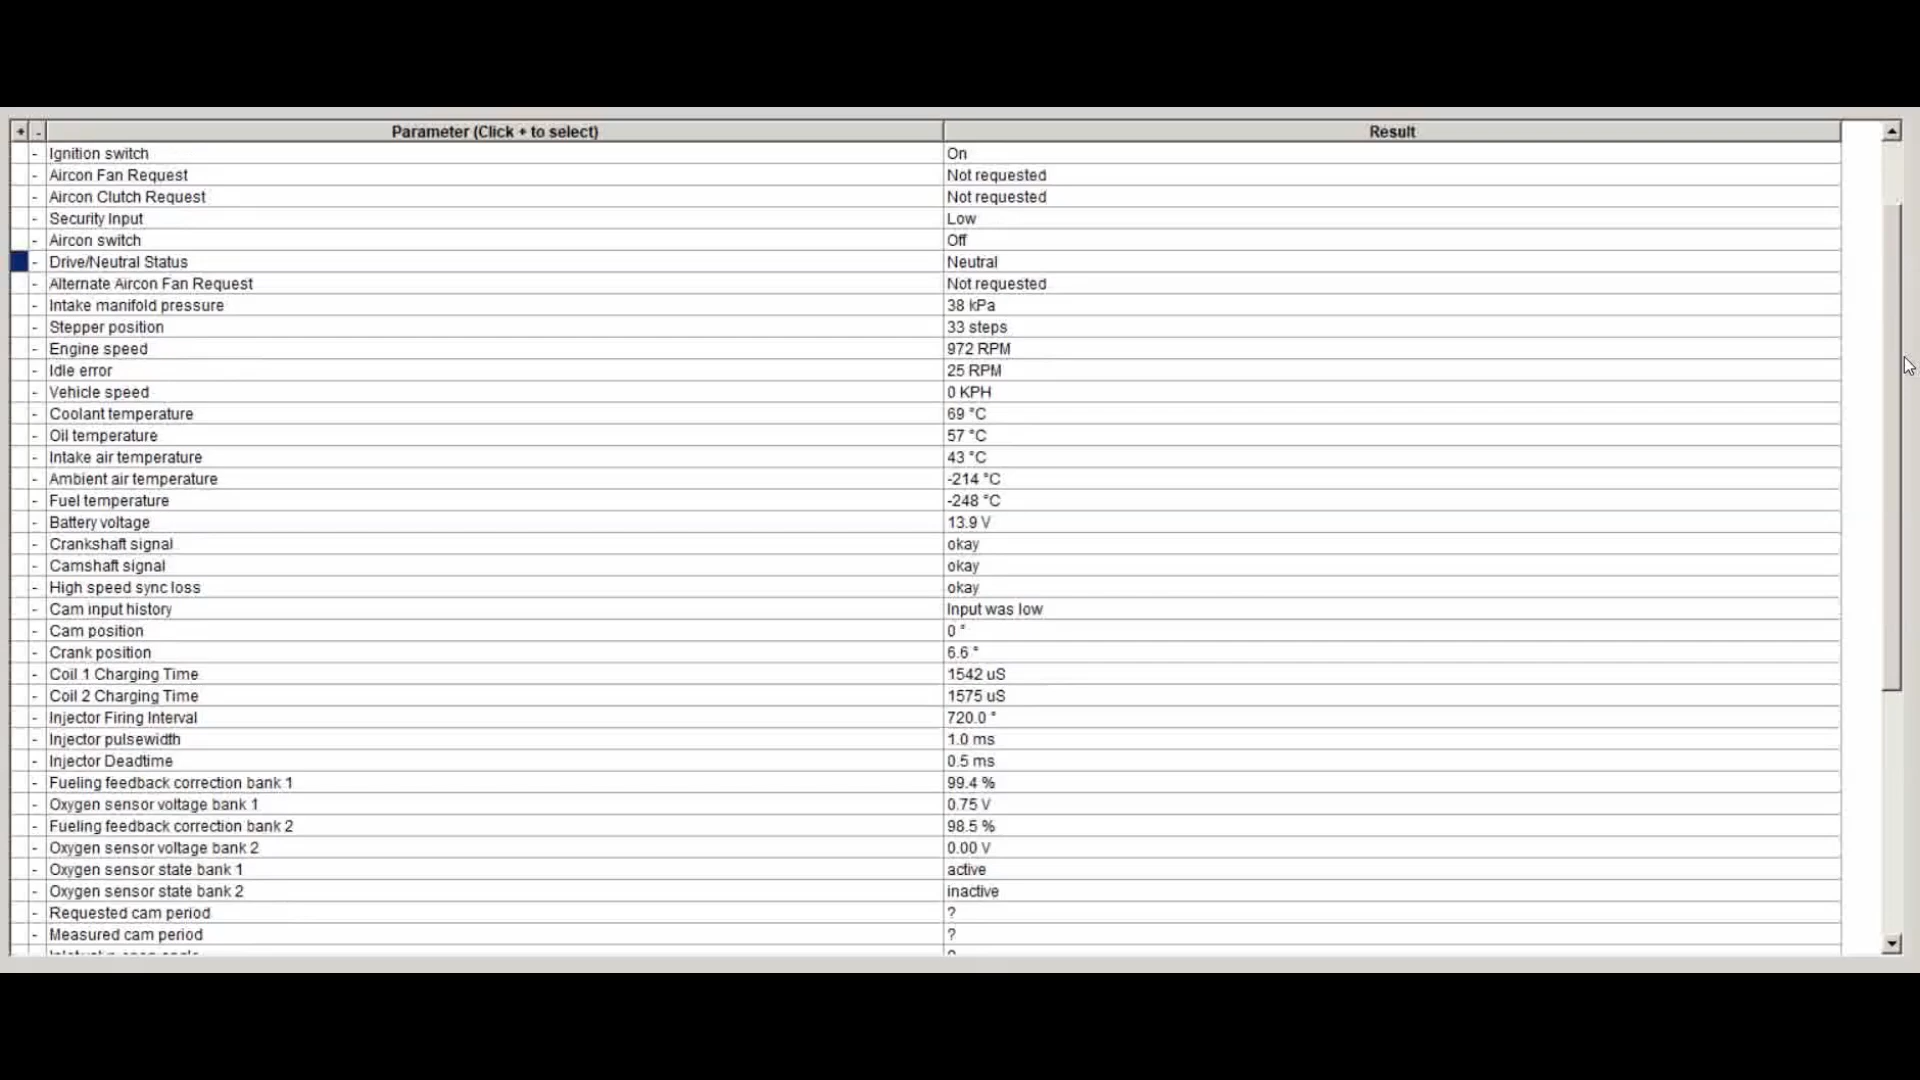 + - Parameter (Click + to select) Result
- Ignition switch On
- Aircon Fan Request Not requested
- Aircon Clutch Request Not requested
- Security Input Low
- Aircon switch Off
- Drive/Neutral Status Neutral
- Alternate Aircon Fan Request Not requested
- Intake manifold pressure 38 kPa
- Stepper position 33 steps
- Engine speed 972 RPM
- Idle error 25 RPM
- Vehicle speed 0 KPH
- Coolant temperature 69 °C
- Oil temperature 57 °C
- Intake air temperature 43 °C
- Ambient air temperature -214 °C
- Fuel temperature -248 °C
- Battery voltage 13.9 V
- Crankshaft signal okay
- Camshaft signal okay
- High speed sync loss okay
- Cam input history Input was low
- Cam position 0 °
- Crank position 6.6 °
- Coil 1 Charging Time 1542 uS
- Coil 2 Charging Time 1575 uS
- Injector Firing Interval 720.0 °
- Injector pulsewidth 1.0 ms
- Injector Deadtime 0.5 ms
- Fueling feedback correction bank 1 99.4 %
- Oxygen sensor voltage bank 1 0.75 V
- Fueling feedback correction bank 2 98.5 %
- Oxygen sensor voltage bank 2 0.00 V
- Oxygen sensor state bank 1 active
- Oxygen sensor state bank 2 inactive
- Requested cam period ?
- Measured cam period ?